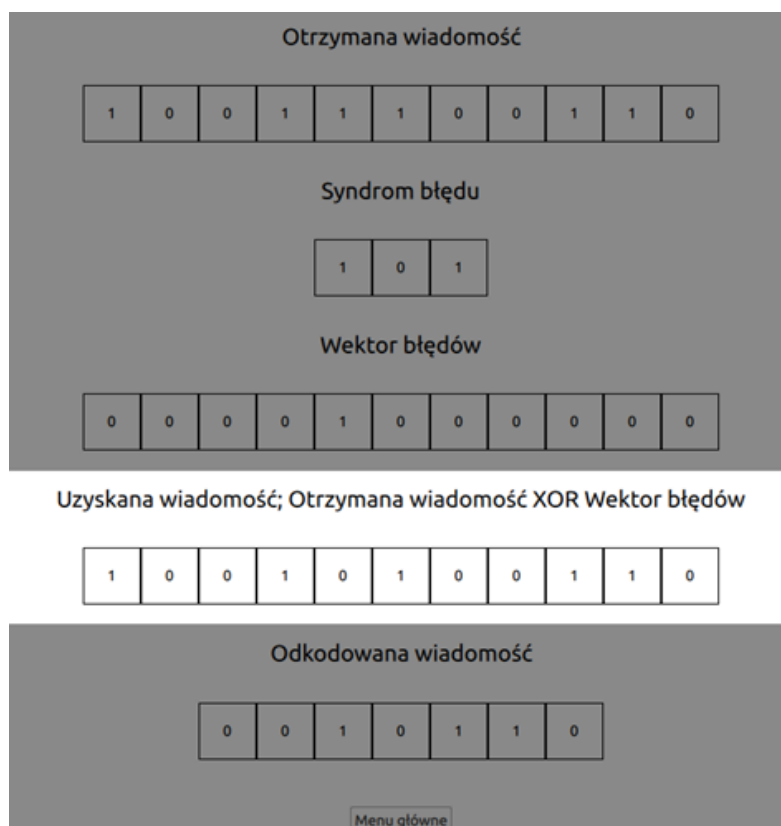 Otrzymana wiadomość
1 0 0 1 1 1 0 0 1 1 0
Syndrom błędu
1 0 1
Wektor błędów
0 0 0 0 1 0 0 0 0 0 0
Uzyskana wiadomość; Otrzymana wiadomość XOR Wektor błędów
1 0 0 1 0 1 0 0 1 1 0
Odkodowana wiadomość
0 0 1 0 1 1 0
Menu główne